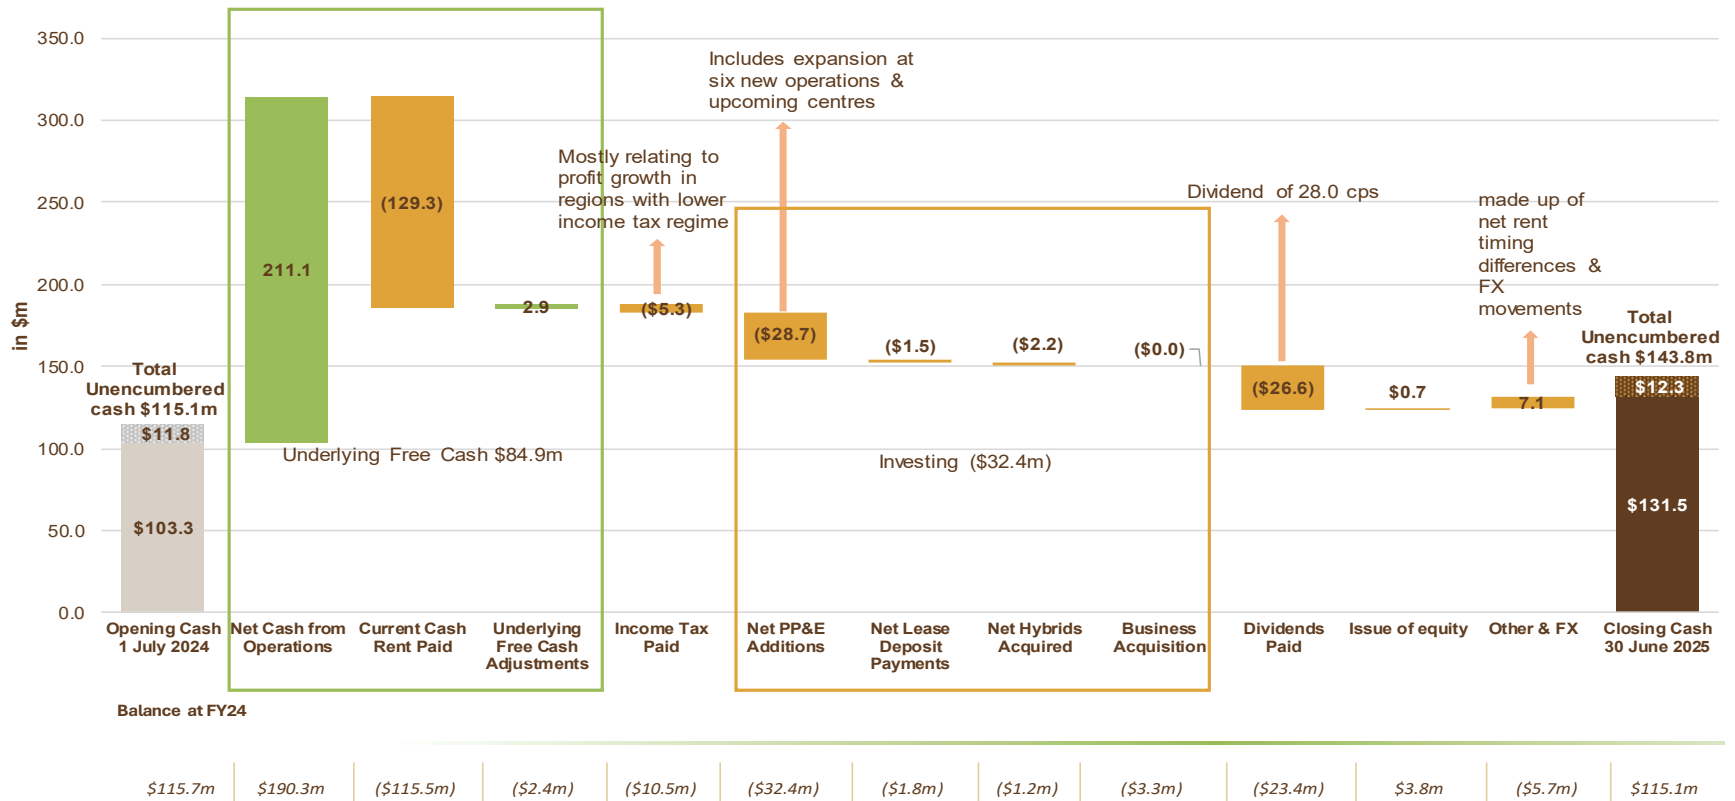 350.0
300.0
250.0
200.0
150.0
100.0
50.0
0.0
in $m
Total
Unencumbered
cash $115.1m
$11.8
$103.3
211.1
(129.3)
2.9
Underlying Free Cash $84.9m
Mostly relating to
profit growth in
regions with lower
income tax regime
($5.3)
Includes expansion at
six new operations &
upcoming centres
($28.7)
($1.5)
($2.2)
($0.0)
Investing ($32.4m)
Dividend of 28.0 cps
($26.6)
$0.7
made up of
net rent
timing
differences &
FX
movements
7.1
Total
Unencumbered
cash $143.8m
$12.3
$131.5
Opening Cash
1 July 2024
Net Cash from
Operations
Current Cash
Rent Paid
Underlying
Free Cash
Adjustments
Income Tax
Paid
Net PP&E
Additions
Net Lease
Deposit
Payments
Net Hybrids
Acquired
Business
Acquisition
Dividends
Paid
Issue of equity
Other & FX
Closing Cash
30 June 2025
Balance at FY24
$115.7m
$190.3m
($115.5m)
($2.4m)
($10.5m)
($32.4m)
($1.8m)
($1.2m)
($3.3m)
($23.4m)
$3.8m
($5.7m)
$115.1m